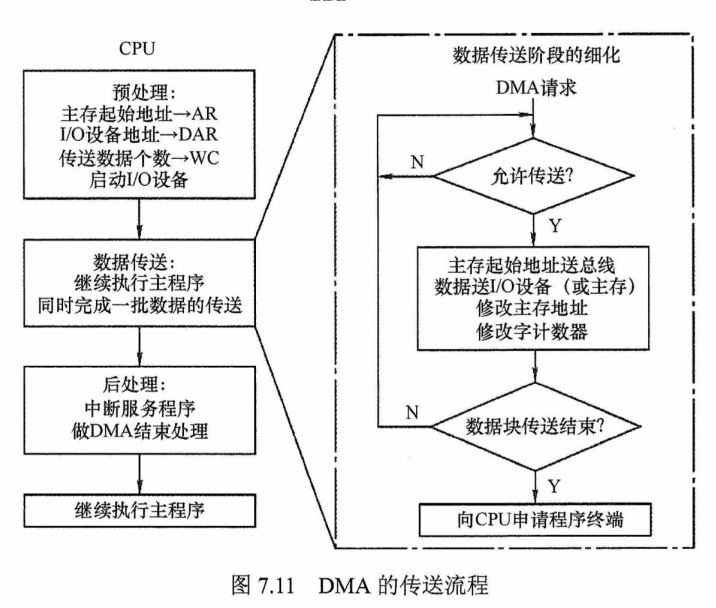 CPU
预处理：
主存起始地址→AR
I/O设备地址→DAR
传送数据个数→WC
启动I/O设备
数据传送：
继续执行主程序
同时完成一批数据的传送
后处理：
中断服务程序
做DMA结束处理
继续执行主程序
数据传送阶段的细化
DMA请求
N
允许传送？
Y
主存起始地址送总线
数据送I/O设备（或主存）
修改主存地址
修改字计数器
N
数据块传送结束？
Y
向CPU申请程序终端
图 7.11 DMA 的传送流程